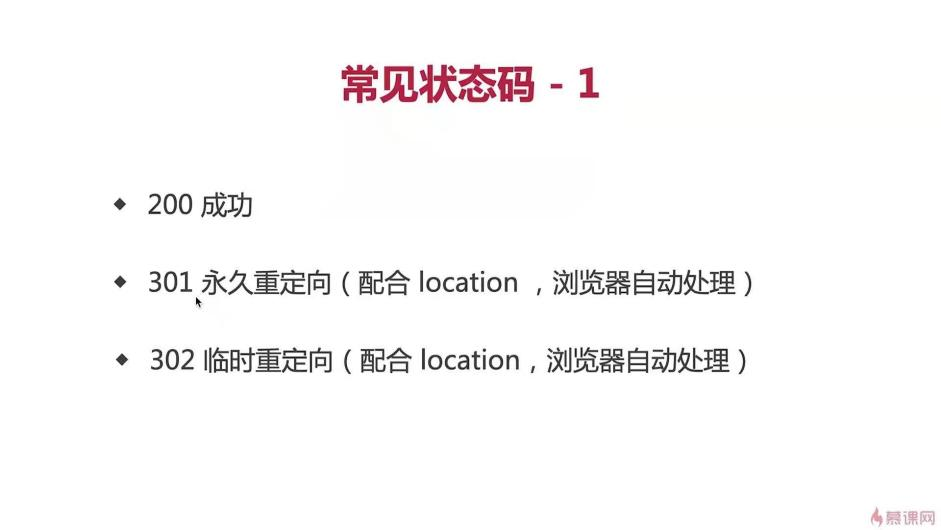 常见状态码 - 1
200 成功
301 永久重定向（配合 location ，浏览器自动处理）
302 临时重定向（配合 location，浏览器自动处理）
慕课网